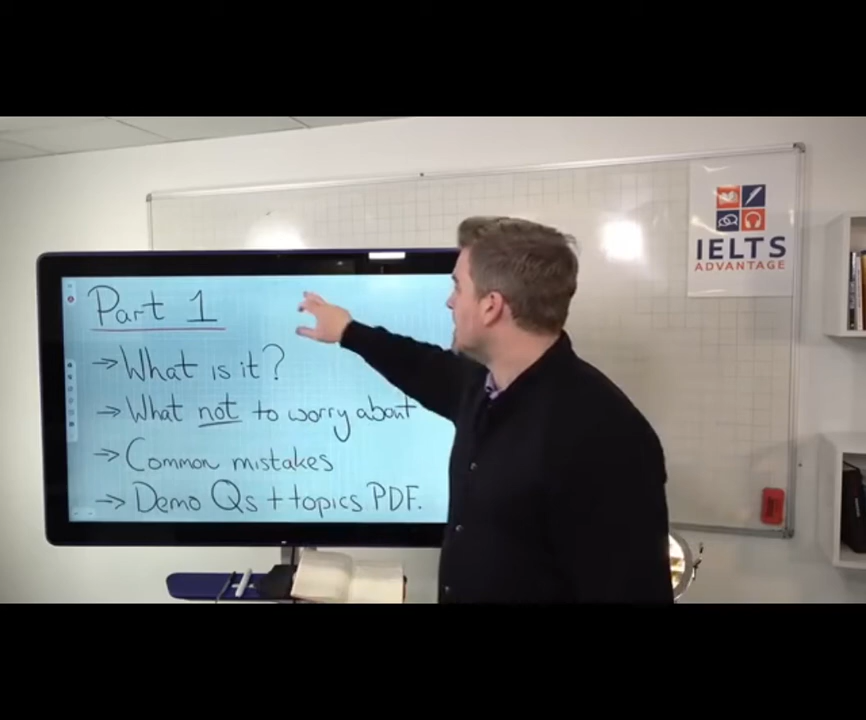 Part 1
→ What is it?
→ What not to worry about
→ Common mistakes
→ Demo Qs + topics PDF.
IELTS
ADVANTAGE